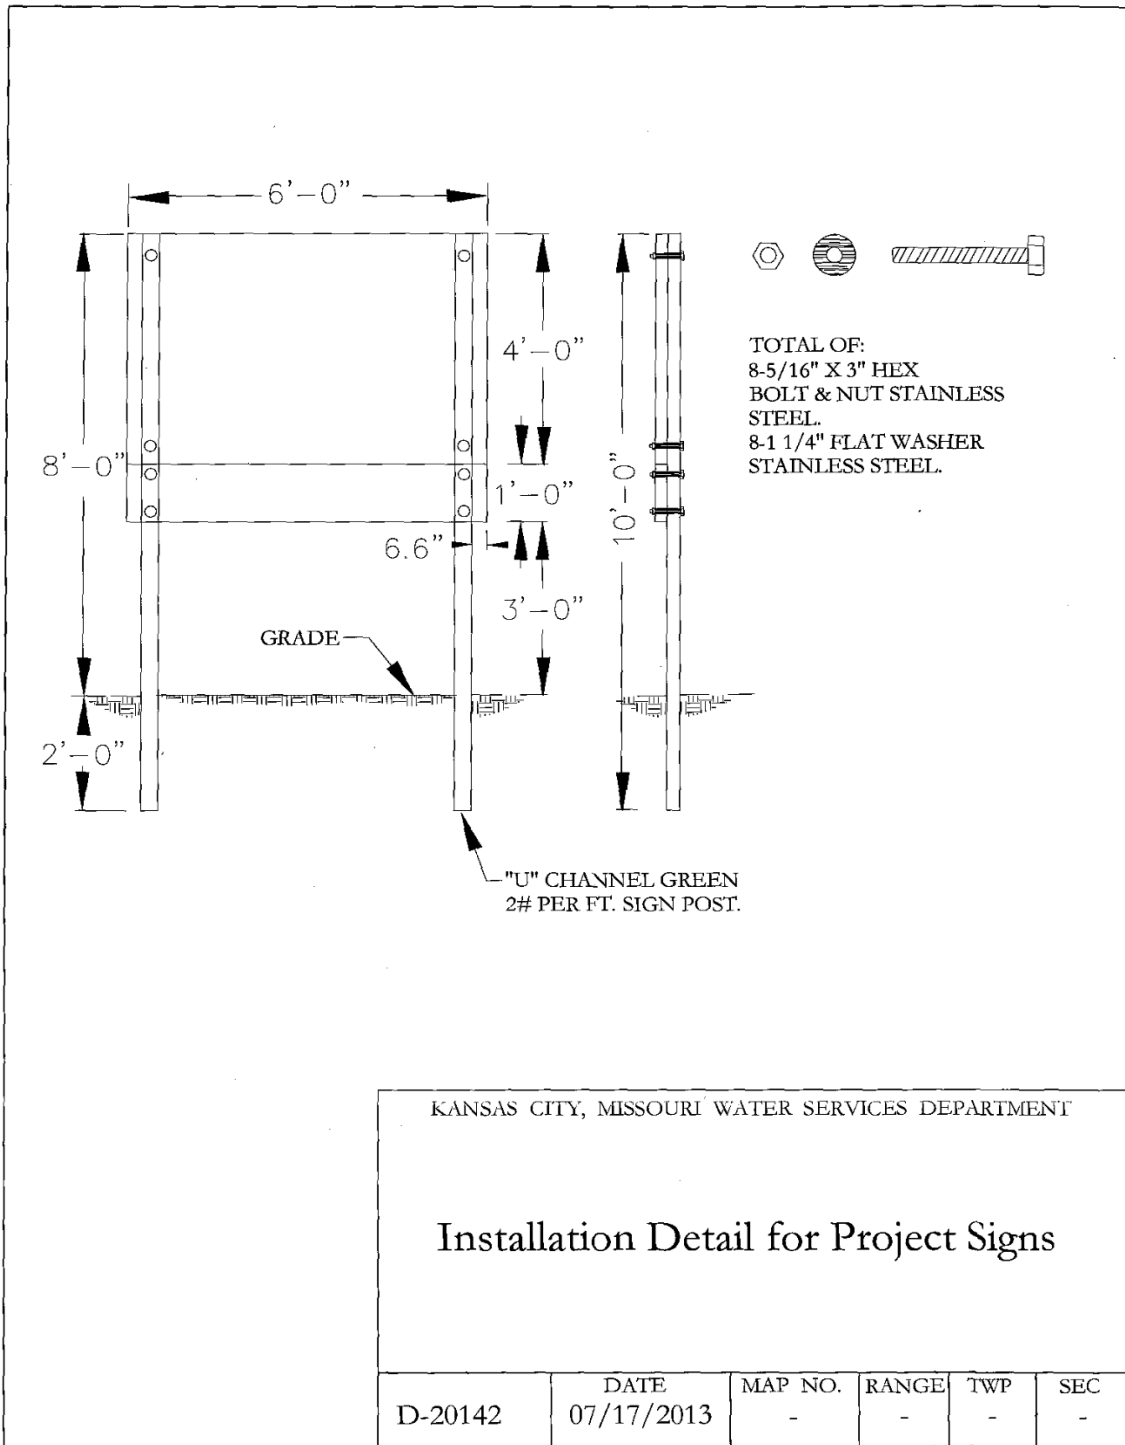 6'-0"
4'-0"
8'-0"
1'-0"
10'-0"
6.6"
3'-0"
GRADE
2'-0"
TOTAL OF:
8-5/16" X 3" HEX
BOLT & NUT STAINLESS
STEEL.
8-1 1/4" FLAT WASHER
STAINLESS STEEL.
"U" CHANNEL GREEN
2# PER FT. SIGN POST.
KANSAS CITY, MISSOURI WATER SERVICES DEPARTMENT
Installation Detail for Project Signs
D-20142
DATE
07/17/2013
MAP NO.
-
RANGE
-
TWP
-
SEC
-